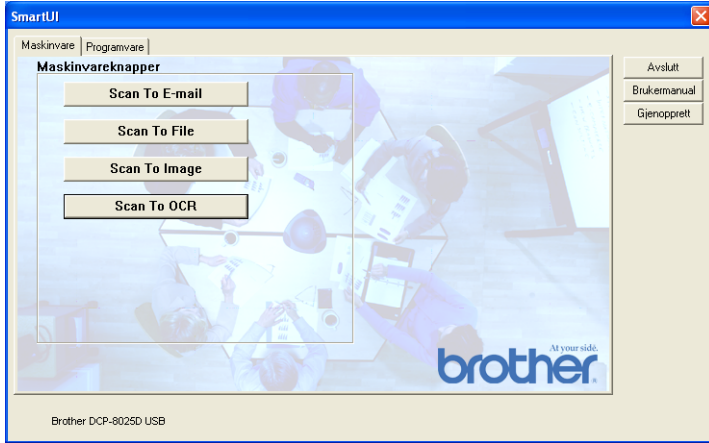 SmartUI
Maskinvare
Programvare
Maskinvareknapper
Scan To E-mail
Scan To File
Scan To Image
Scan To OCR
Avslutt
Brukermanual
Gjenopprett
At your side.
brother
Brother DCP-8025D USB